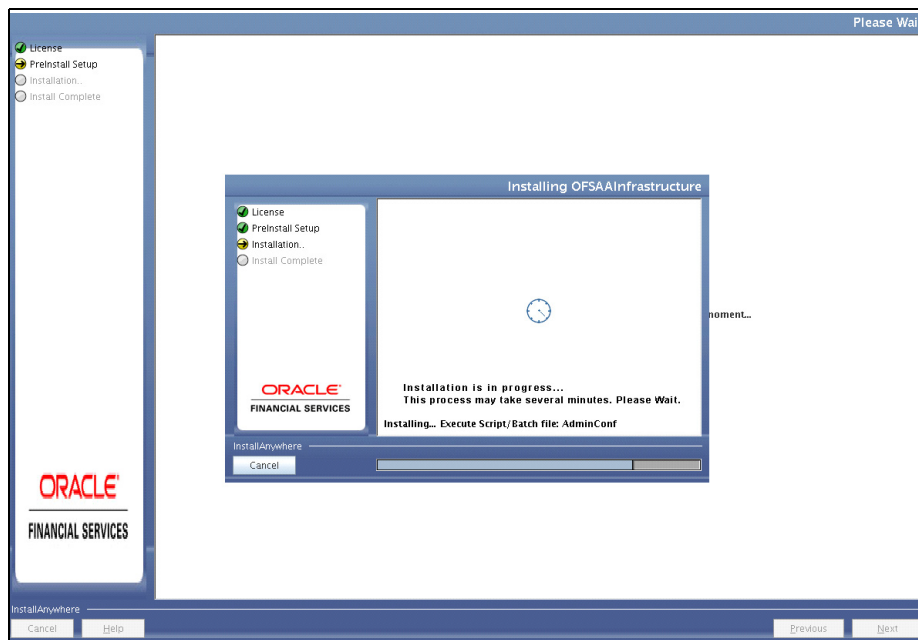 Please Wai
License
PreInstall Setup
Installation..
Install Complete
Installing OFSAAInfrastructure
License
PreInstall Setup
Installation..
Install Complete
moment...
ORACLE
FINANCIAL SERVICES
Installation is in progress...
This process may take several minutes. Please Wait.
Installing... Execute Script/Batch file: AdminConf
InstallAnywhere
Cancel
ORACLE
FINANCIAL SERVICES
InstallAnywhere
Cancel Help Previous Next